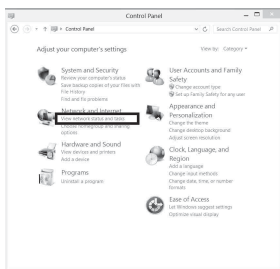 Control Panel
Control Panel
Search Control Panel
Adjust your computer's settings
View by: Category
System and Security
Review your computer's status
Save backup copies of your files with
File History
Find and fix problems
Network and Internet
View network status and tasks
Choose homegroup and sharing
options
Hardware and Sound
View devices and printers
Add a device
Programs
Uninstall a program
User Accounts and Family
Safety
Change account type
Set up Family Safety for any user
Appearance and
Personalization
Change the theme
Change desktop background
Adjust screen resolution
Clock, Language, and
Region
Add a language
Change input methods
Change date, time, or number
formats
Ease of Access
Let Windows suggest settings
Optimize visual display